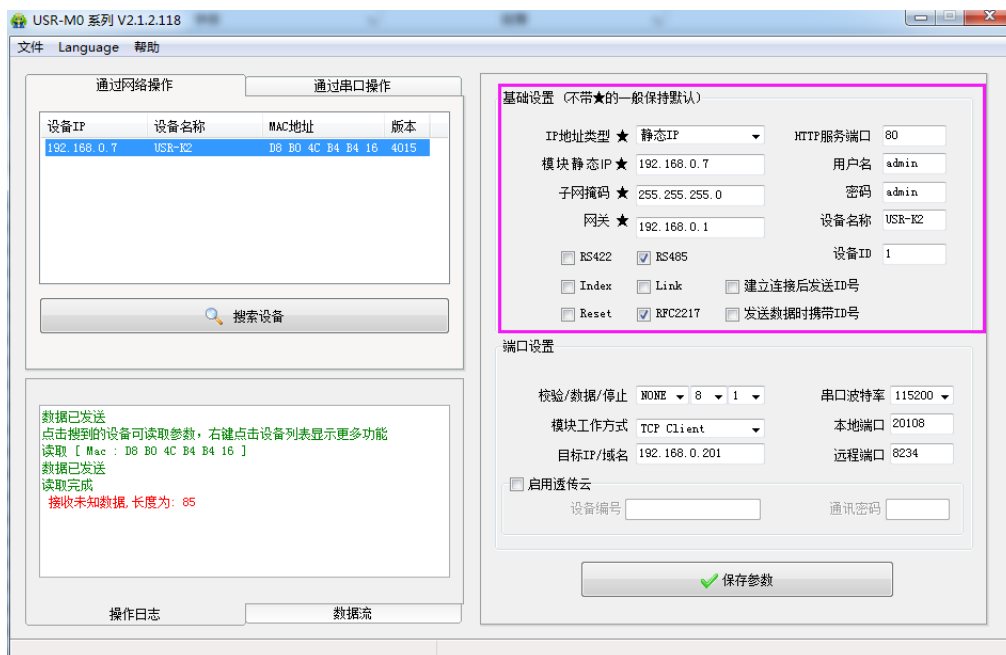 USR-M0 系列 V2.1.2.118
文件 Language 帮助
通过网络操作 通过串口操作
设备IP 设备名称 MAC地址 版本
192.168.0.7 USR-K2 D8 B0 4C B4 B4 16 4015
搜索设备
数据已发送
点击搜到的设备可读取参数，右键点击设备列表显示更多功能
读取 [ Mac : D8 B0 4C B4 B4 16 ]
数据已发送
读取完成
接收未知数据,长度为: 85
操作日志 数据流
基础设置 (不带★的一般保持默认)
IP地址类型 ★ 静态IP HTTP服务端口 80
模块静态IP ★ 192.168.0.7 用户名 admin
子网掩码 ★ 255.255.255.0 密码 admin
网关 ★ 192.168.0.1 设备名称 USR-K2
RS422 RS485 设备ID 1
Index Link 建立连接后发送ID号
Reset RFC2217 发送数据时携带ID号
端口设置
校验/数据/停止 NONE 8 1 串口波特率 115200
模块工作方式 TCP Client 本地端口 20108
目标IP/域名 192.168.0.201 远程端口 8234
启用透传云
设备编号 通讯密码
保存参数